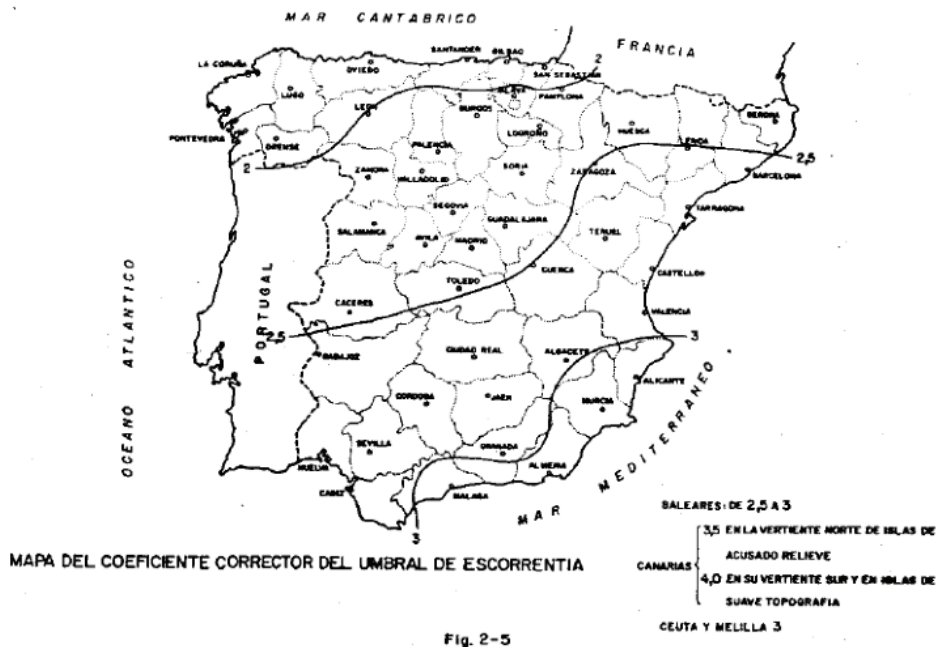 MAR CANTABRICO
FRANCIA
2
SANTANDER
BILBAO
LA CORUÑA
OVIEDO
SAN SEBASTIAN
LUGO
ALAVA
PAMPLONA
LEON
BURGOS
GERONA
HUESCA
LOGROÑO
PONTEVEDRA
ORENSE
LERIDA
PALENCIA
2
2,5
SORIA
ZARAGOZA
BARCELONA
ZAMORA
VALLADOLID
SEGOVIA
TARRAGONA
GUADALAJARA
SALAMANCA
TERUEL
AVILA
MADRID
CUENCA
CASTELLON
TOLEDO
CACERES
VALENCIA
OCEANO ATLANTICO
PORTUGAL
2,5
3
BADAJOZ
CIUDAD REAL
ALBACETE
ALICANTE
CORDOBA
JAEN
MURCIA
SEVILLA
GRANADA
HUELVA
ALMERIA
CADIZ
MALAGA
MAR MEDITERRANEO
3
BALEARES: DE 2,5 A 3
CANARIAS
3,5 EN LA VERTIENTE NORTE DE ISLAS DE
ACUSADO RELIEVE
4,0 EN SU VERTIENTE SUR Y EN ISLAS DE
SUAVE TOPOGRAFIA
CEUTA Y MELILLA 3
MAPA DEL COEFICIENTE CORRECTOR DEL UMBRAL DE ESCORRENTIA
Fig. 2-5